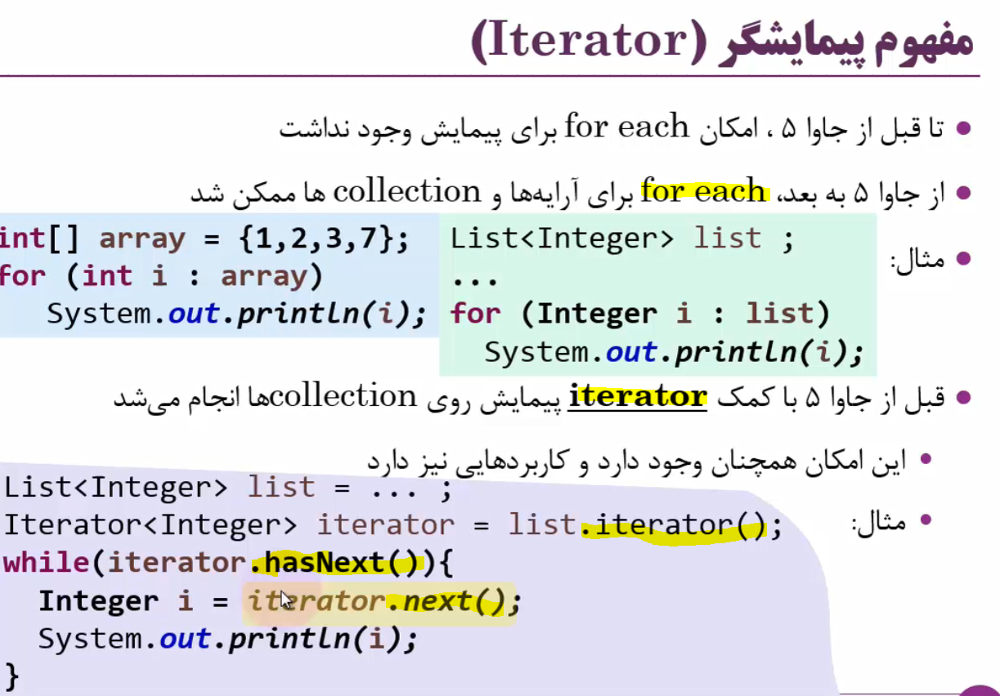 مفهوم پیمایشگر (Iterator)
تا قبل از جاوا ۵ ، امکان for each برای پیمایش وجود نداشت
از جاوا ۵ به بعد، for each برای آرایه‌ها و collection ها ممکن شد
مثال:
int[] array = {1,2,3,7};
for (int i : array)
System.out.println(i);
List<Integer> list ;
...
for (Integer i : list)
System.out.println(i);
قبل از جاوا ۵ با کمک iterator پیمایش روی collectionها انجام می‌شد
این امکان همچنان وجود دارد و کاربردهایی نیز دارد
مثال:
List<Integer> list = ... ;
Iterator<Integer> iterator = list.iterator();
while(iterator.hasNext()){
Integer i = iterator.next();
System.out.println(i);
}